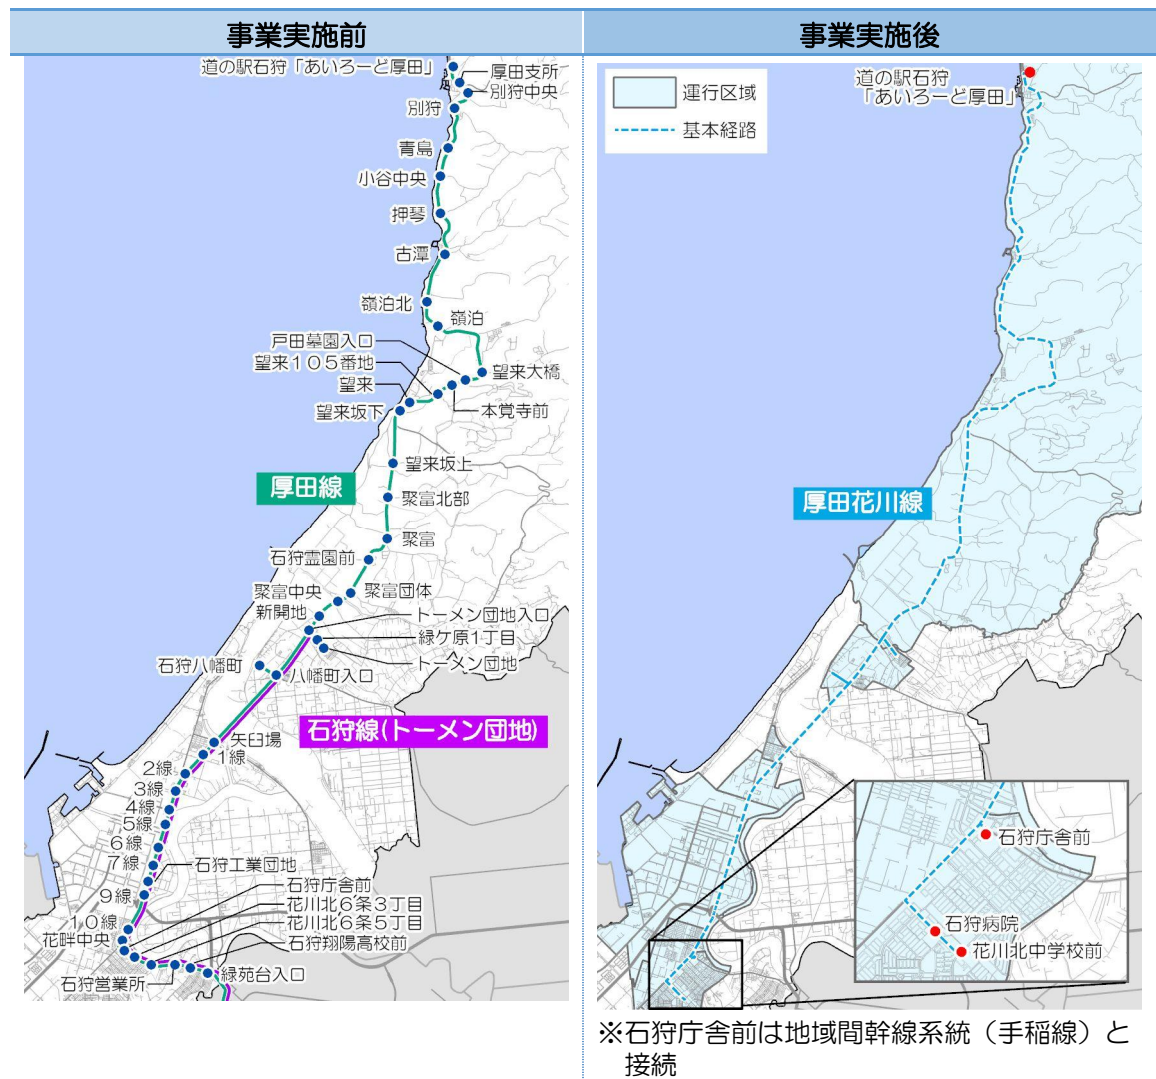 事業実施前
道の駅石狩「あいろーど厚田」
厚田支所
別狩中央
別狩
青島
小谷中央
押琴
古潭
嶺泊北
嶺泊
戸田墓園入口
望来105番地
望来
望来大橋
望来坂下
本覚寺前
望来坂上
厚田線
聚富北部
聚富
石狩霊園前
聚富中央
聚富団体
新開地
トーメン団地入口
緑ケ原1丁目
石狩八幡町
トーメン団地
八幡町入口
石狩線(トーメン団地)
矢臼場
1線
2線
3線
4線
5線
6線
7線
石狩工業団地
9線
石狩庁舎前
花川北6条3丁目
10線
花川北6条5丁目
花畔中央
石狩翔陽高校前
緑苑台入口
石狩営業所
事業実施後
運行区域
基本経路
道の駅石狩
「あいろーど厚田」
厚田花川線
石狩庁舎前
石狩病院
花川北中学校前
※石狩庁舎前は地域間幹線系統（手稲線）と
接続